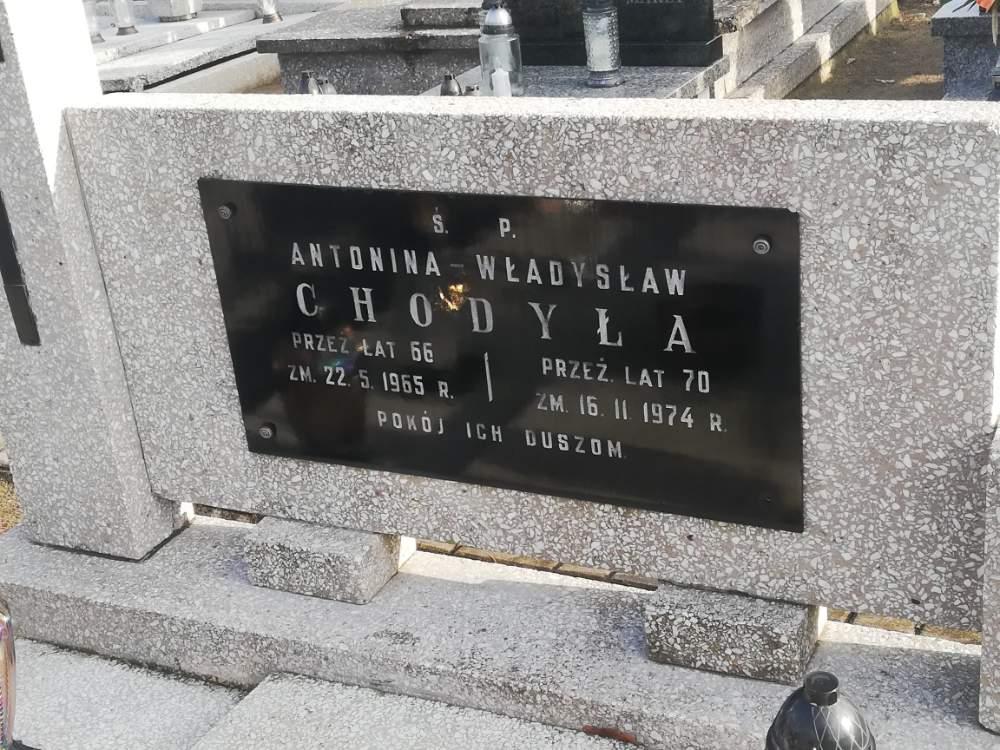 Ś. P.
ANTONINA - WŁADYSŁAW
CHODYŁA
PRZEŻ ŁAT 66
ZM. 22. 5. 1965 R.
PRZEŻ. LAT 70
ZM. 16. 11. 1974 R.
POKÓJ ICH DUSZOM.